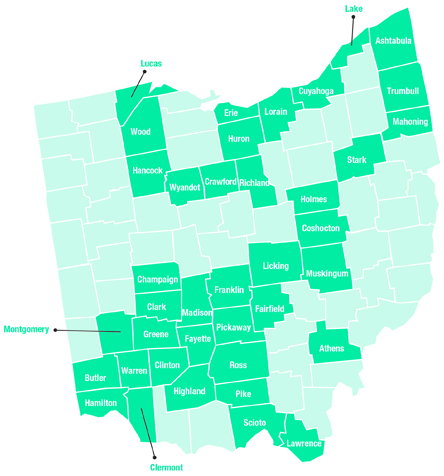 Lake
Ashtabula
Lucas
Cuyahoga
Trumbull
Erie
Lorain
Mahoning
Wood
Huron
Stark
Hancock
Wyandot
Crawford
Richland
Holmes
Coshocton
Licking
Muskingum
Champaign
Franklin
Clark
Madison
Fairfield
Montgomery
Greene
Pickaway
Fayette
Athens
Butler
Warren
Clinton
Ross
Hamilton
Highland
Pike
Scioto
Lawrence
Clermont